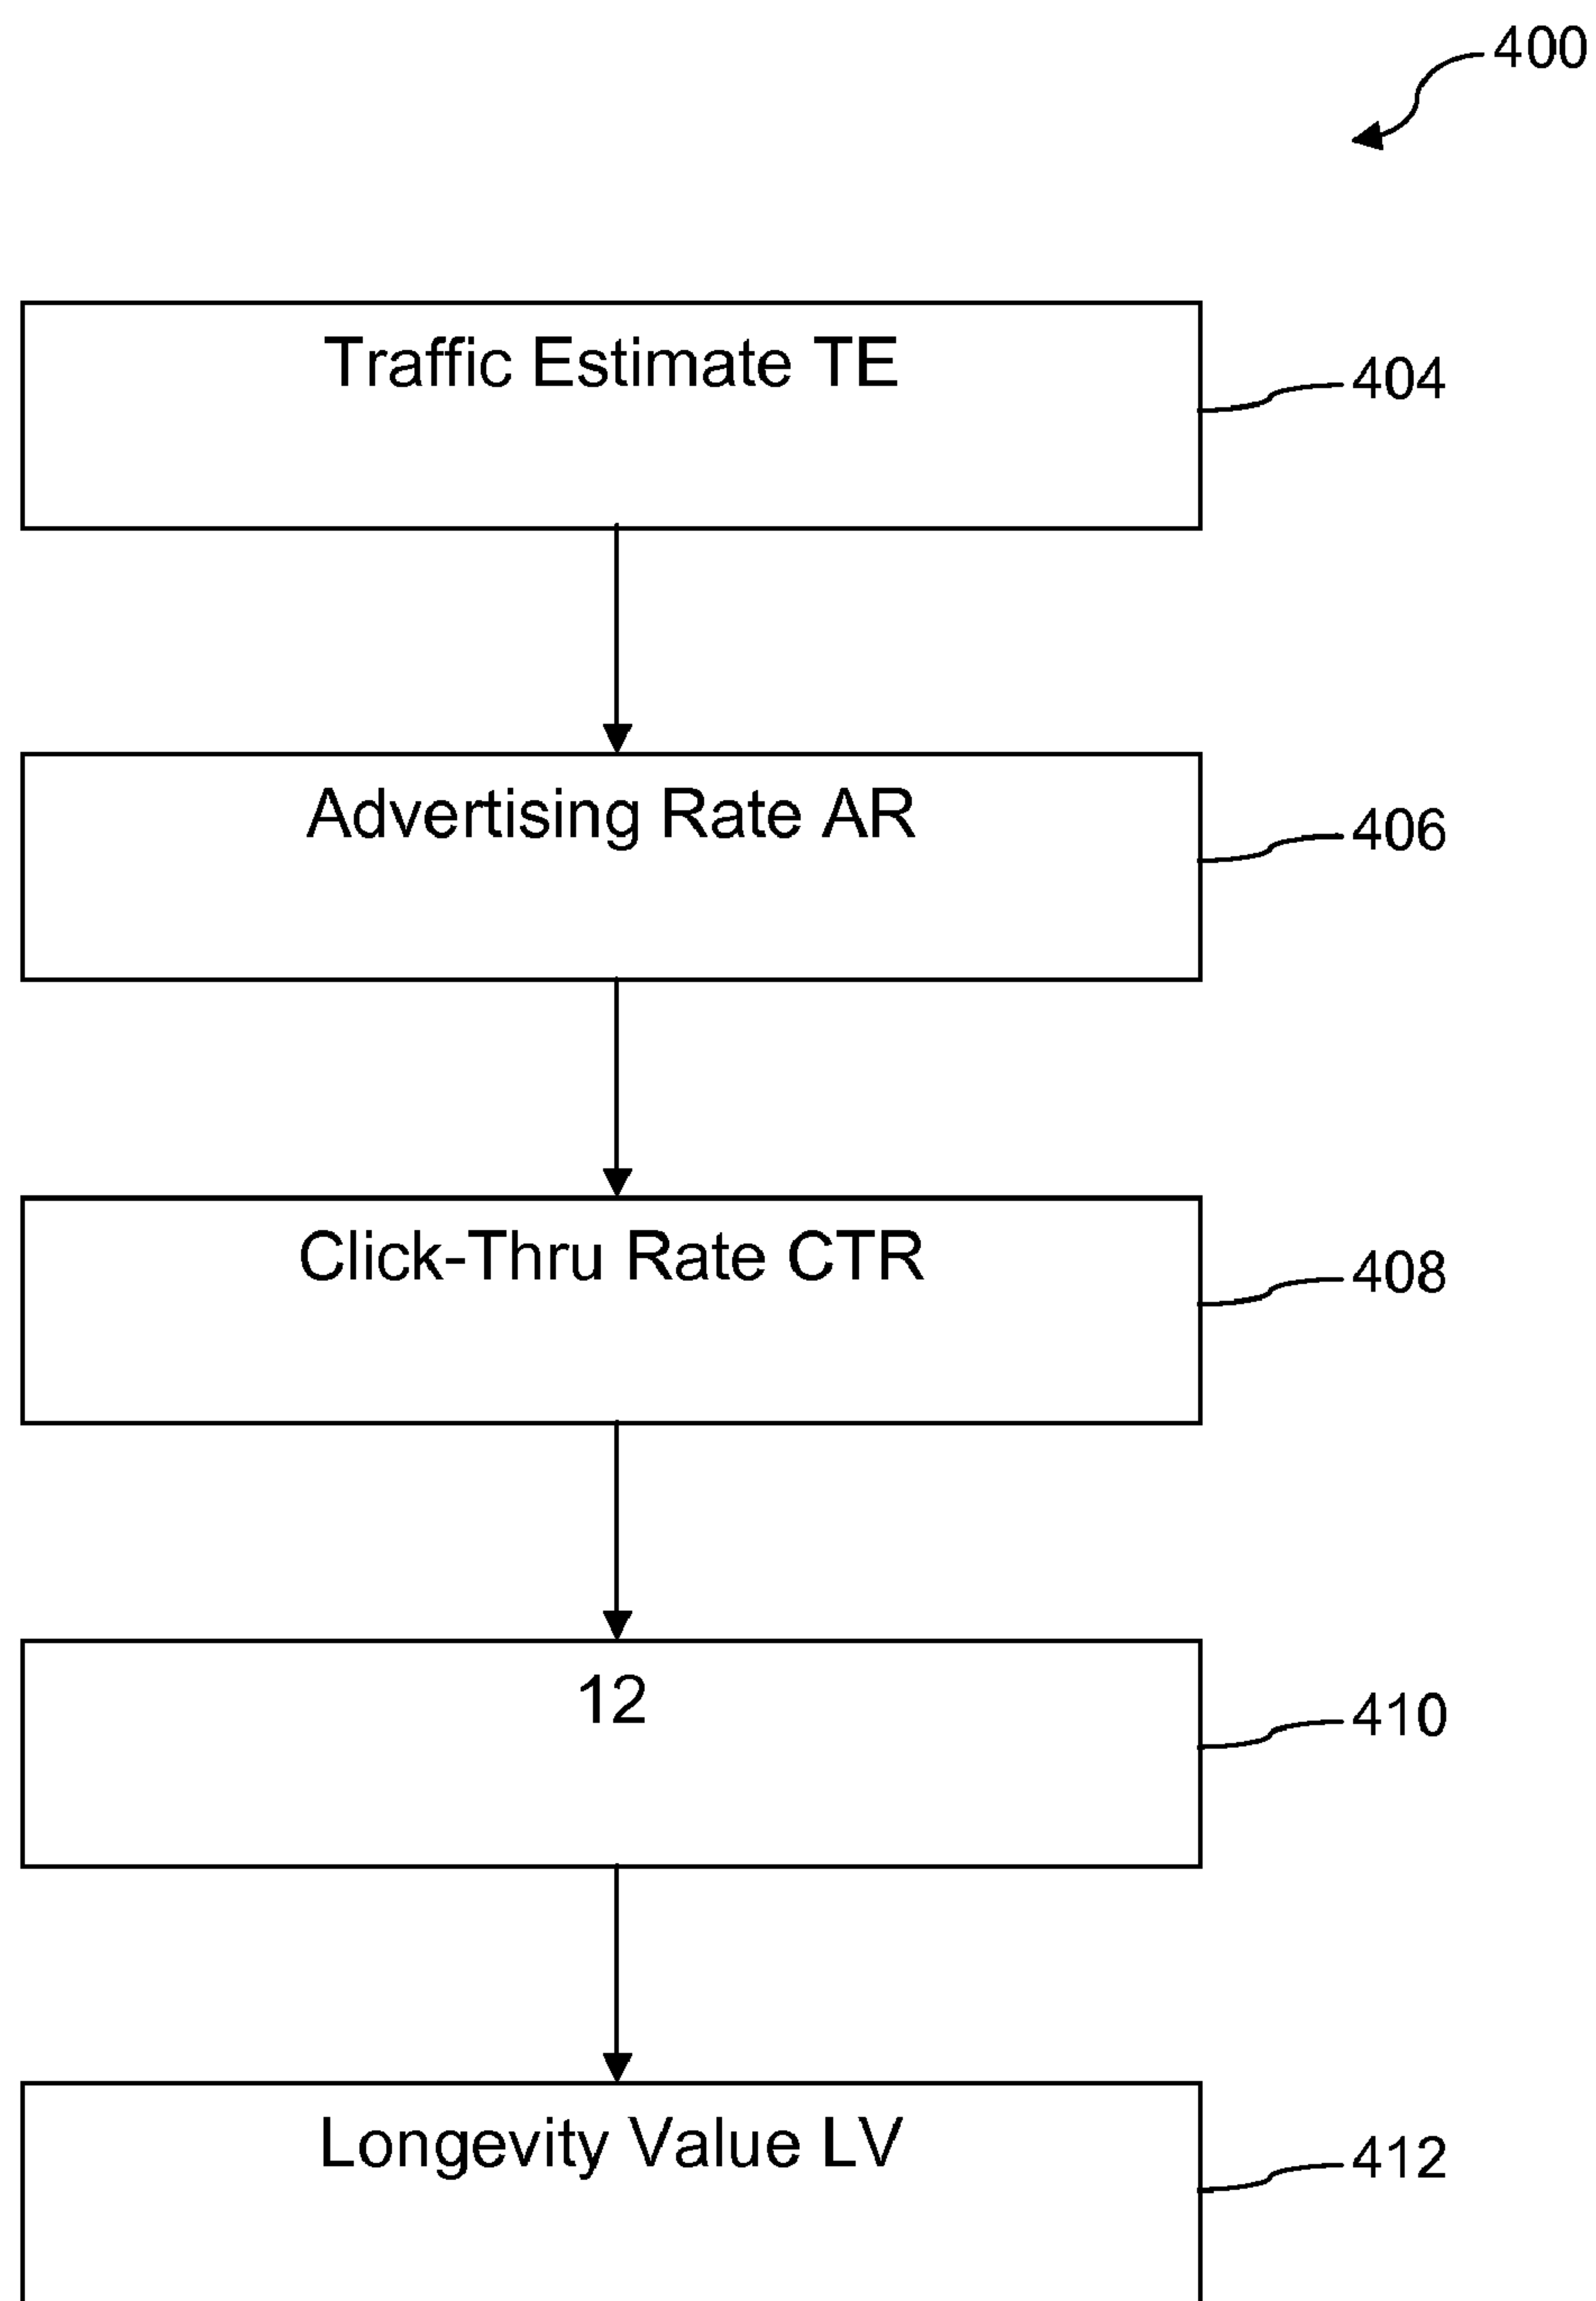 400
Traffic Estimate TE
404
Advertising Rate AR
406
Click-Thru Rate CTR
408
12
410
Longevity Value LV
412